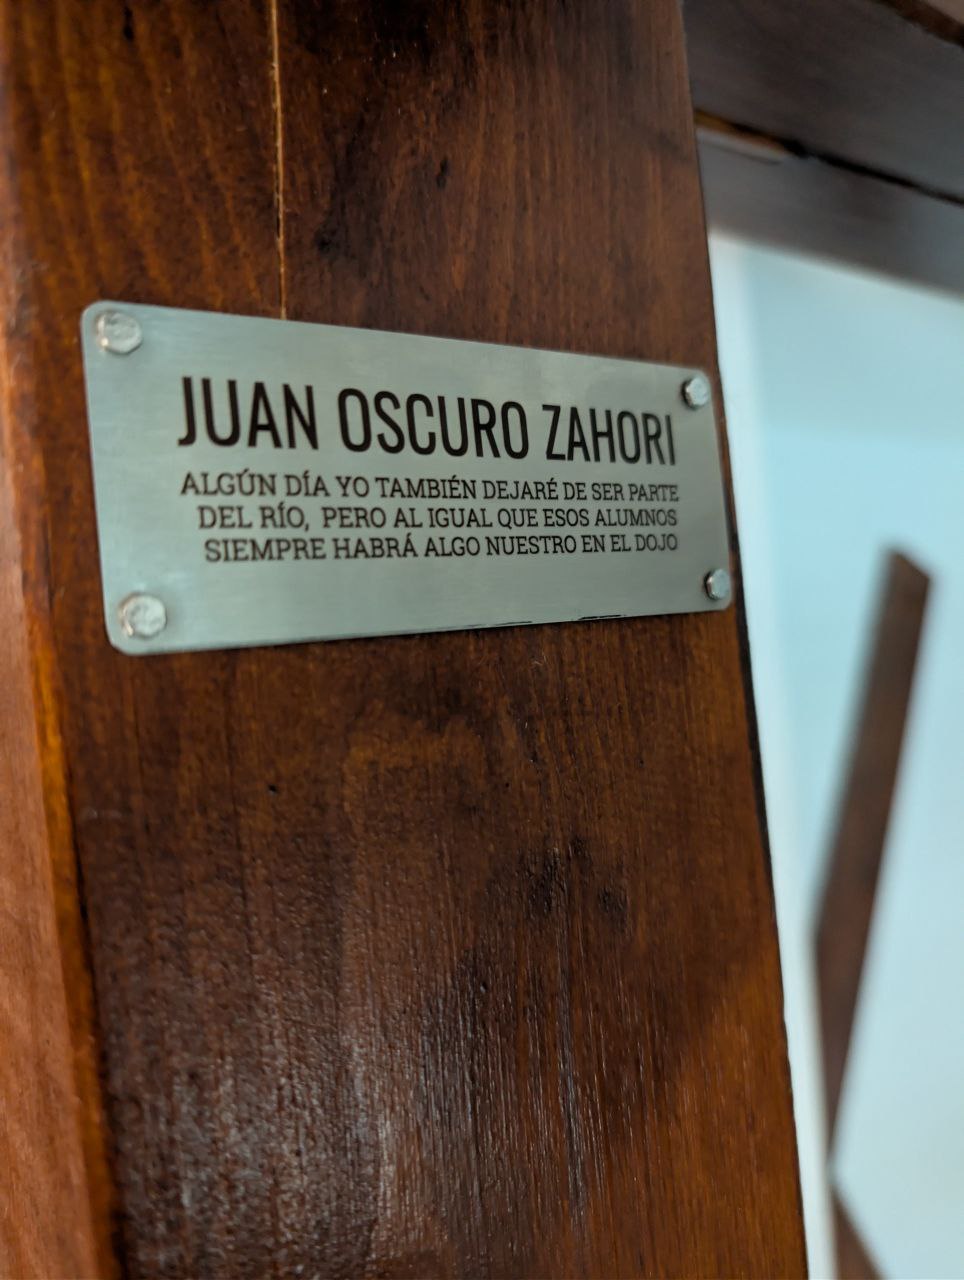 JUAN OSCURO ZAHORI
ALGÚN DÍA YO TAMBIÉN DEJARÉ DE SER PARTE
DEL RÍO, PERO AL IGUAL QUE ESOS ALUMNOS
SIEMPRE HABRÁ ALGO NUESTRO EN EL DOJO